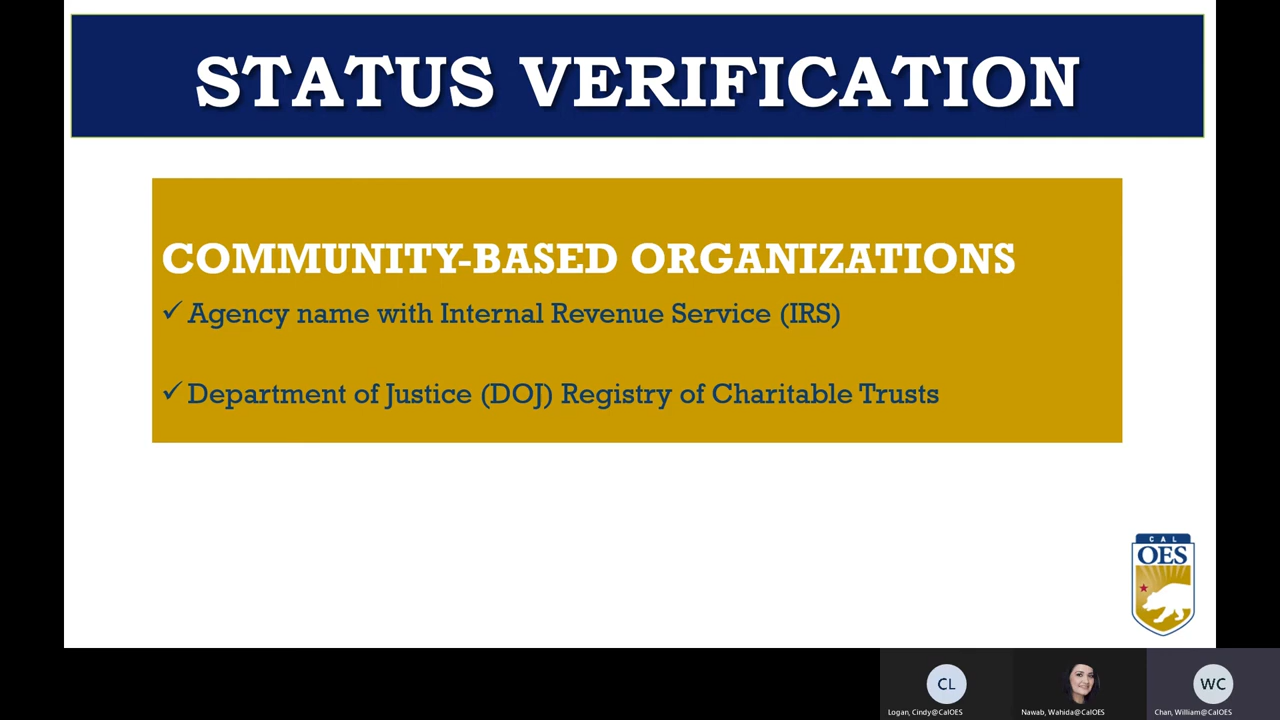 STATUS VERIFICATION
COMMUNITY-BASED ORGANIZATIONS
✓ Agency name with Internal Revenue Service (IRS)
✓ Department of Justice (DOJ) Registry of Charitable Trusts
CAL
OES
CL
WC
Logan, Cindy@CalOES
Nawab, Wahida@CalOES
Chan, William@CalOES